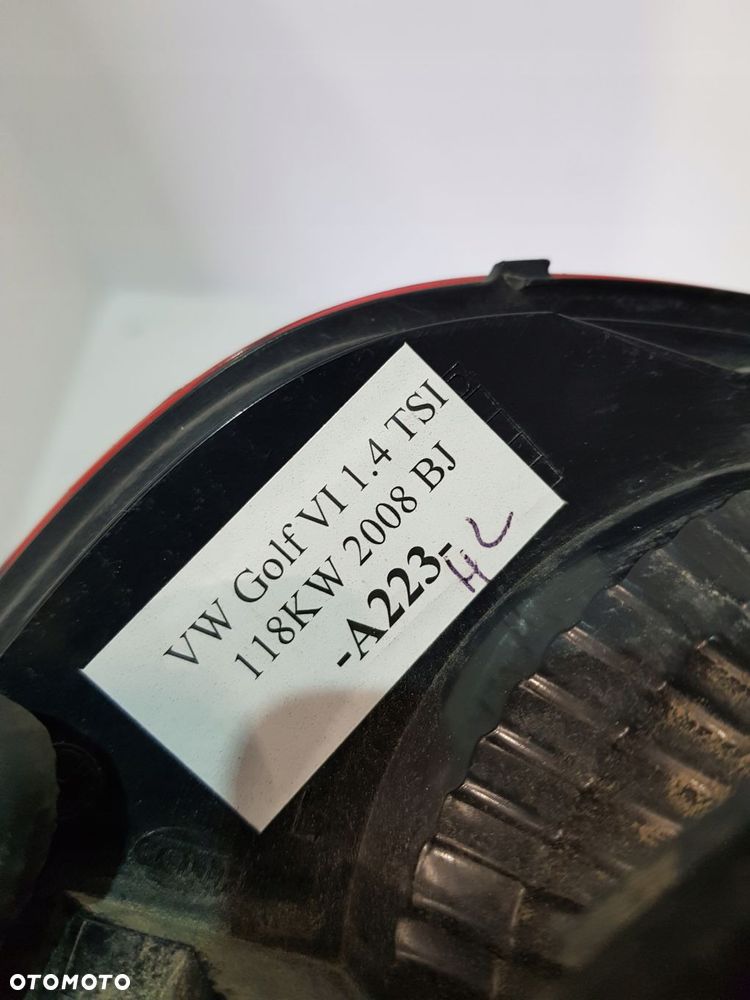 VW Golf VI 1.4 TSI
118KW 2008 BJ
-A223-
HL
OTOMOTO